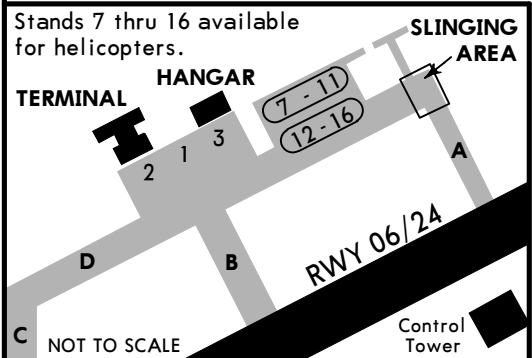 Stands 7 thru 16 available
for helicopters.
SLINGING
AREA
HANGAR
TERMINAL
7 - 11
12-16
3
1
2
A
RWY 06/24
D
B
C
NOT TO SCALE
Control
Tower